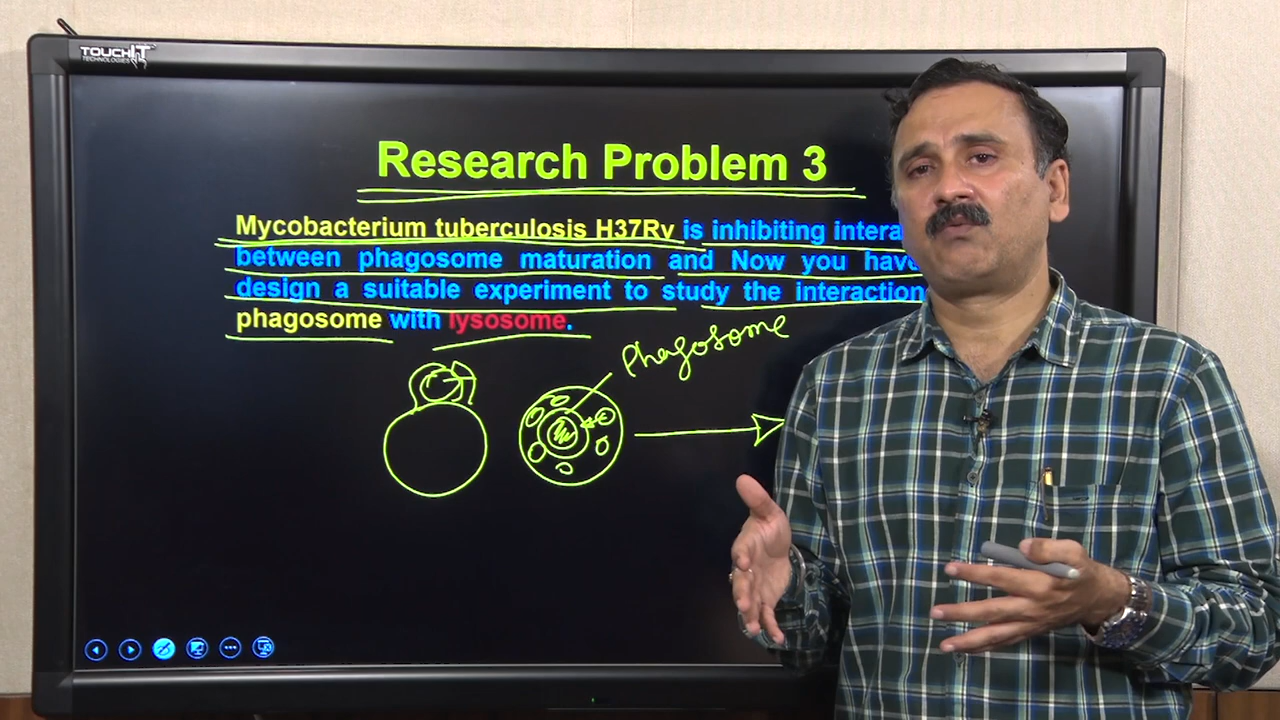 TOUCHIT
TECHNOLOGIES
Research Problem 3
Mycobacterium tuberculosis H37Rv is inhibiting intera
between phagosome maturation and Now you have
design a suitable experiment to study the interaction
phagosome with lysosome.
Phagosome